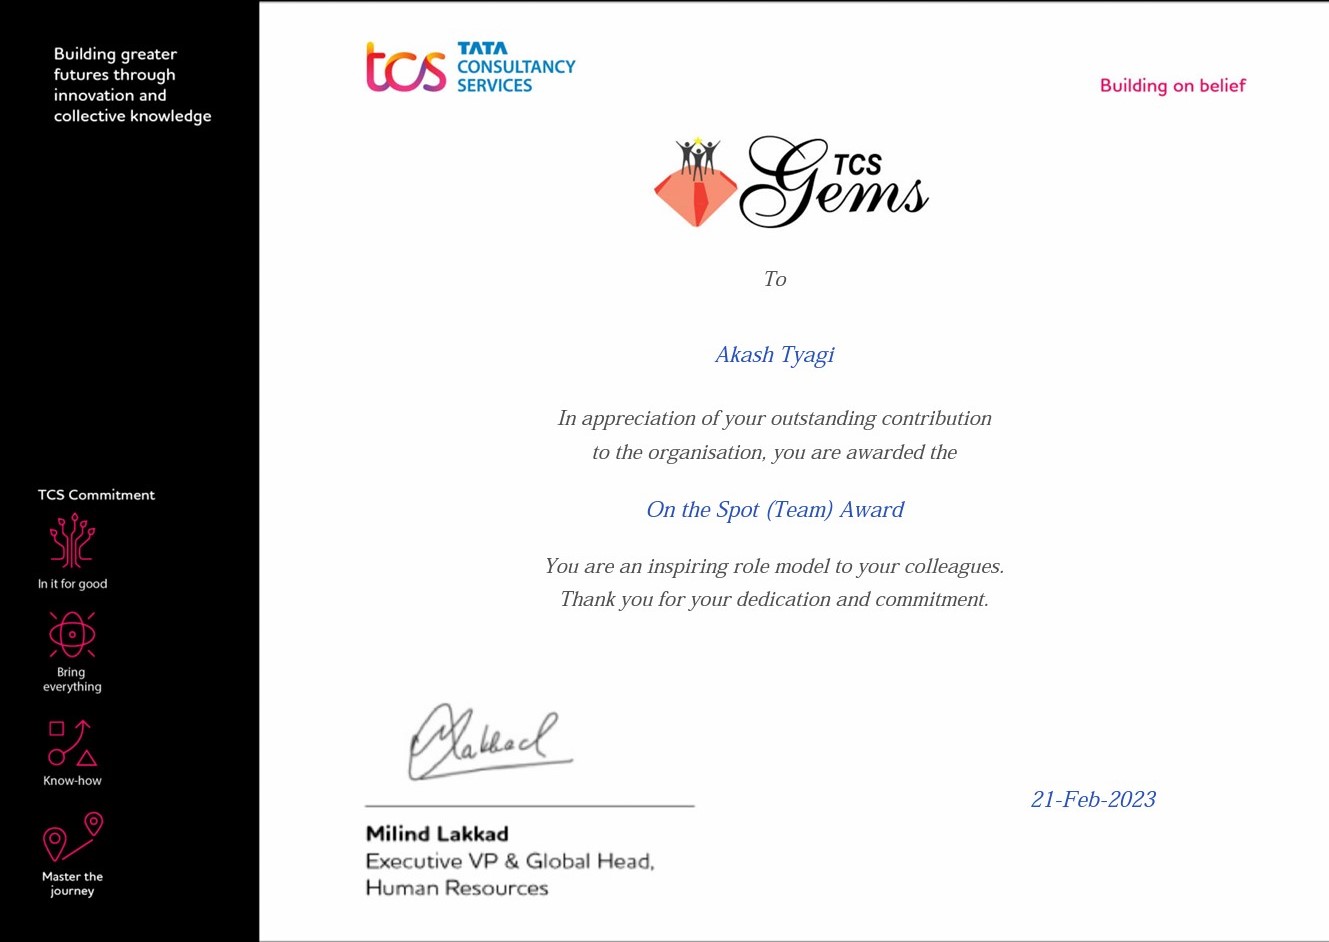 Building greater
futures through
innovation and
collective knowledge
tcs TATA
CONSULTANCY
SERVICES
Building on belief
TCS
Gems
To
Akash Tyagi
In appreciation of your outstanding contribution
to the organisation, you are awarded the
On the Spot (Team) Award
You are an inspiring role model to your colleagues.
Thank you for your dedication and commitment.
TCS Commitment
In it for good
Bring
everything
Know-how
Master the
journey
Lakkad
21-Feb-2023
Milind Lakkad
Executive VP & Global Head,
Human Resources